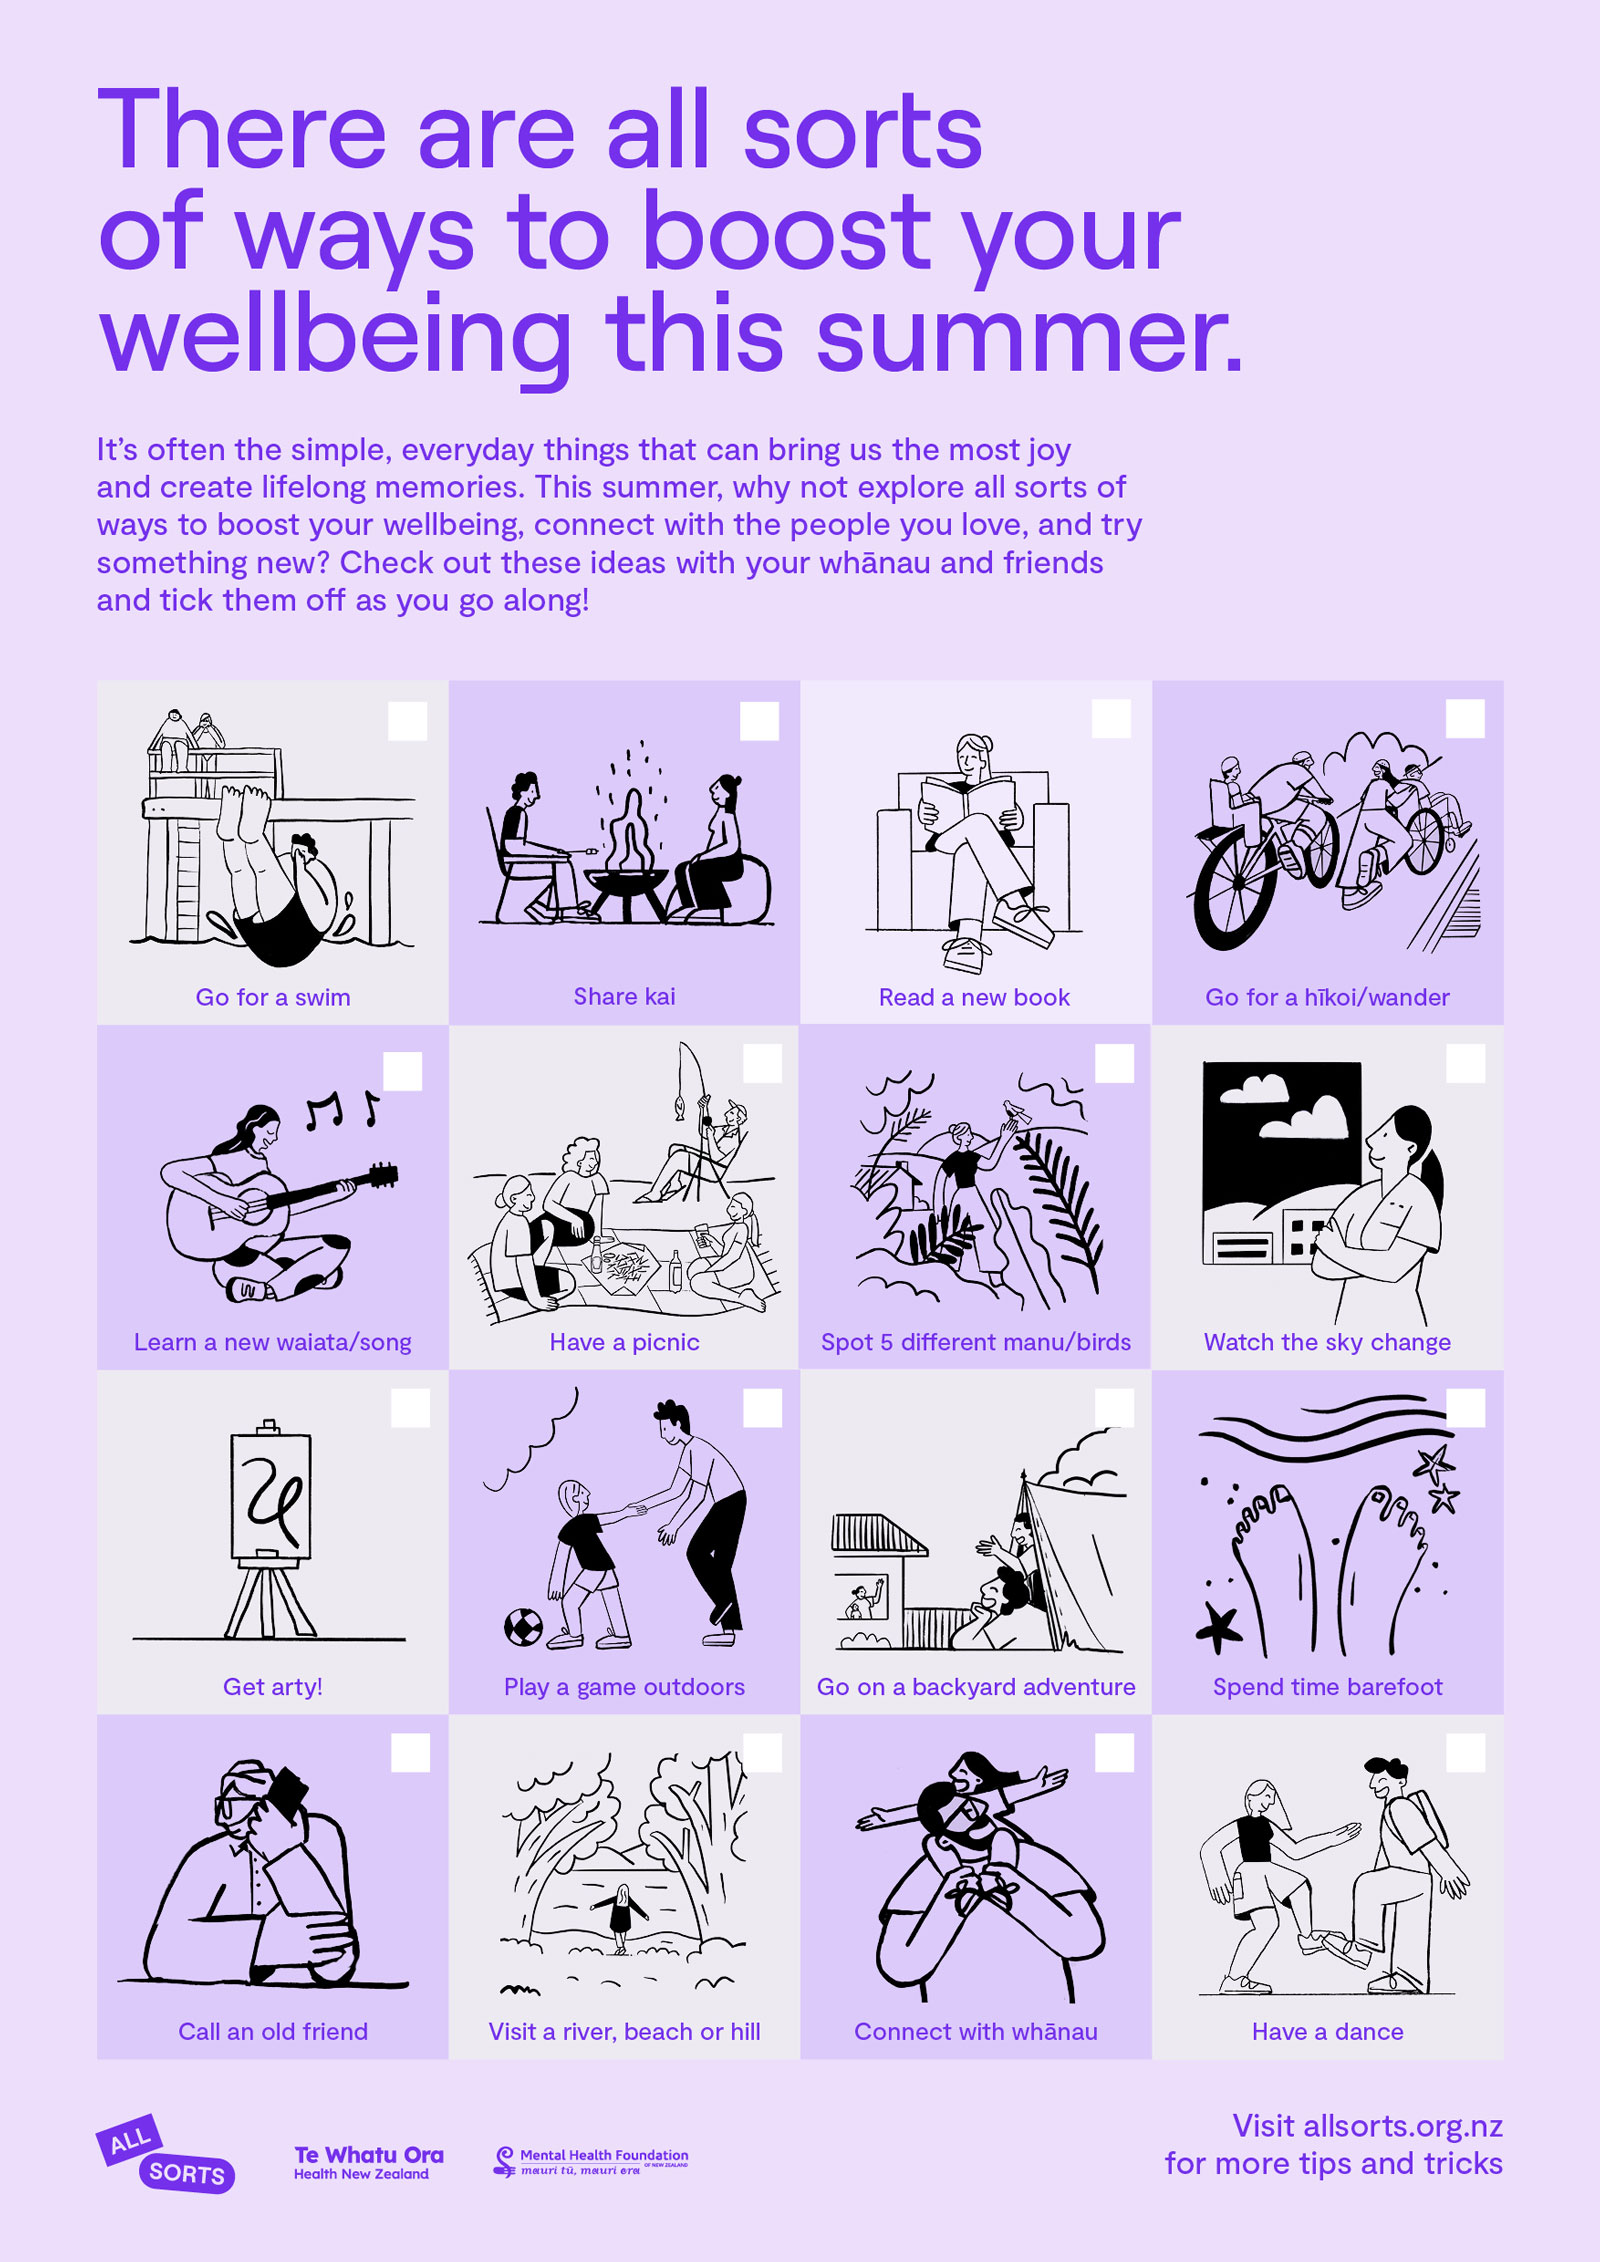 There are all sorts
of ways to boost your
wellbeing this summer.
It's often the simple, everyday things that can bring us the most joy
and create lifelong memories. This summer, why not explore all sorts of
ways to boost your wellbeing, connect with the people you love, and try
something new? Check out these ideas with your whānau and friends
and tick them off as you go along!
Go for a swim
Share kai
Read a new book
Go for a hīkoi/wander
Learn a new waiata/song
Have a picnic
Spot 5 different manu/birds
Watch the sky change
Get arty!
Play a game outdoors
Go on a backyard adventure
Spend time barefoot
Call an old friend
Visit a river, beach or hill
Connect with whānau
Have a dance
ALL
SORTS
Te Whatu Ora
Health New Zealand
Mental Health Foundation
OF NEW ZEALAND
mauri tū, mauri ora
Visit allsorts.org.nz
for more tips and tricks